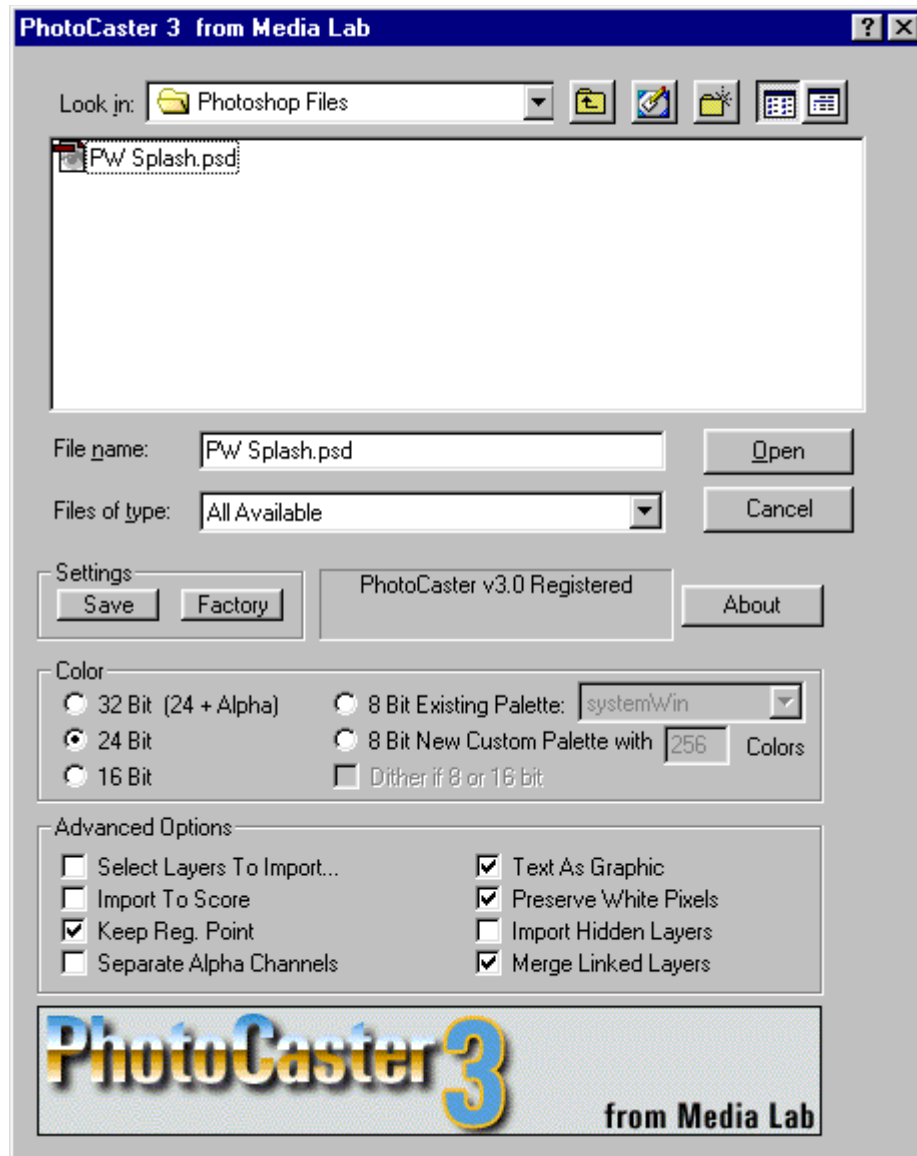 PhotoCaster 3 from Media Lab
Look in: Photoshop Files
PW Splash.psd
File name: PW Splash.psd Open
Files of type: All Available Cancel
Settings
Save Factory PhotoCaster v3.0 Registered About
Color
32 Bit (24 + Alpha) 8 Bit Existing Palette: systemWin
24 Bit 8 Bit New Custom Palette with 256 Colors
16 Bit Dither if 8 or 16 bit
Advanced Options
Select Layers To Import... Text As Graphic
Import To Score Preserve White Pixels
Keep Reg. Point Import Hidden Layers
Separate Alpha Channels Merge Linked Layers
PhotoCaster 3
from Media Lab